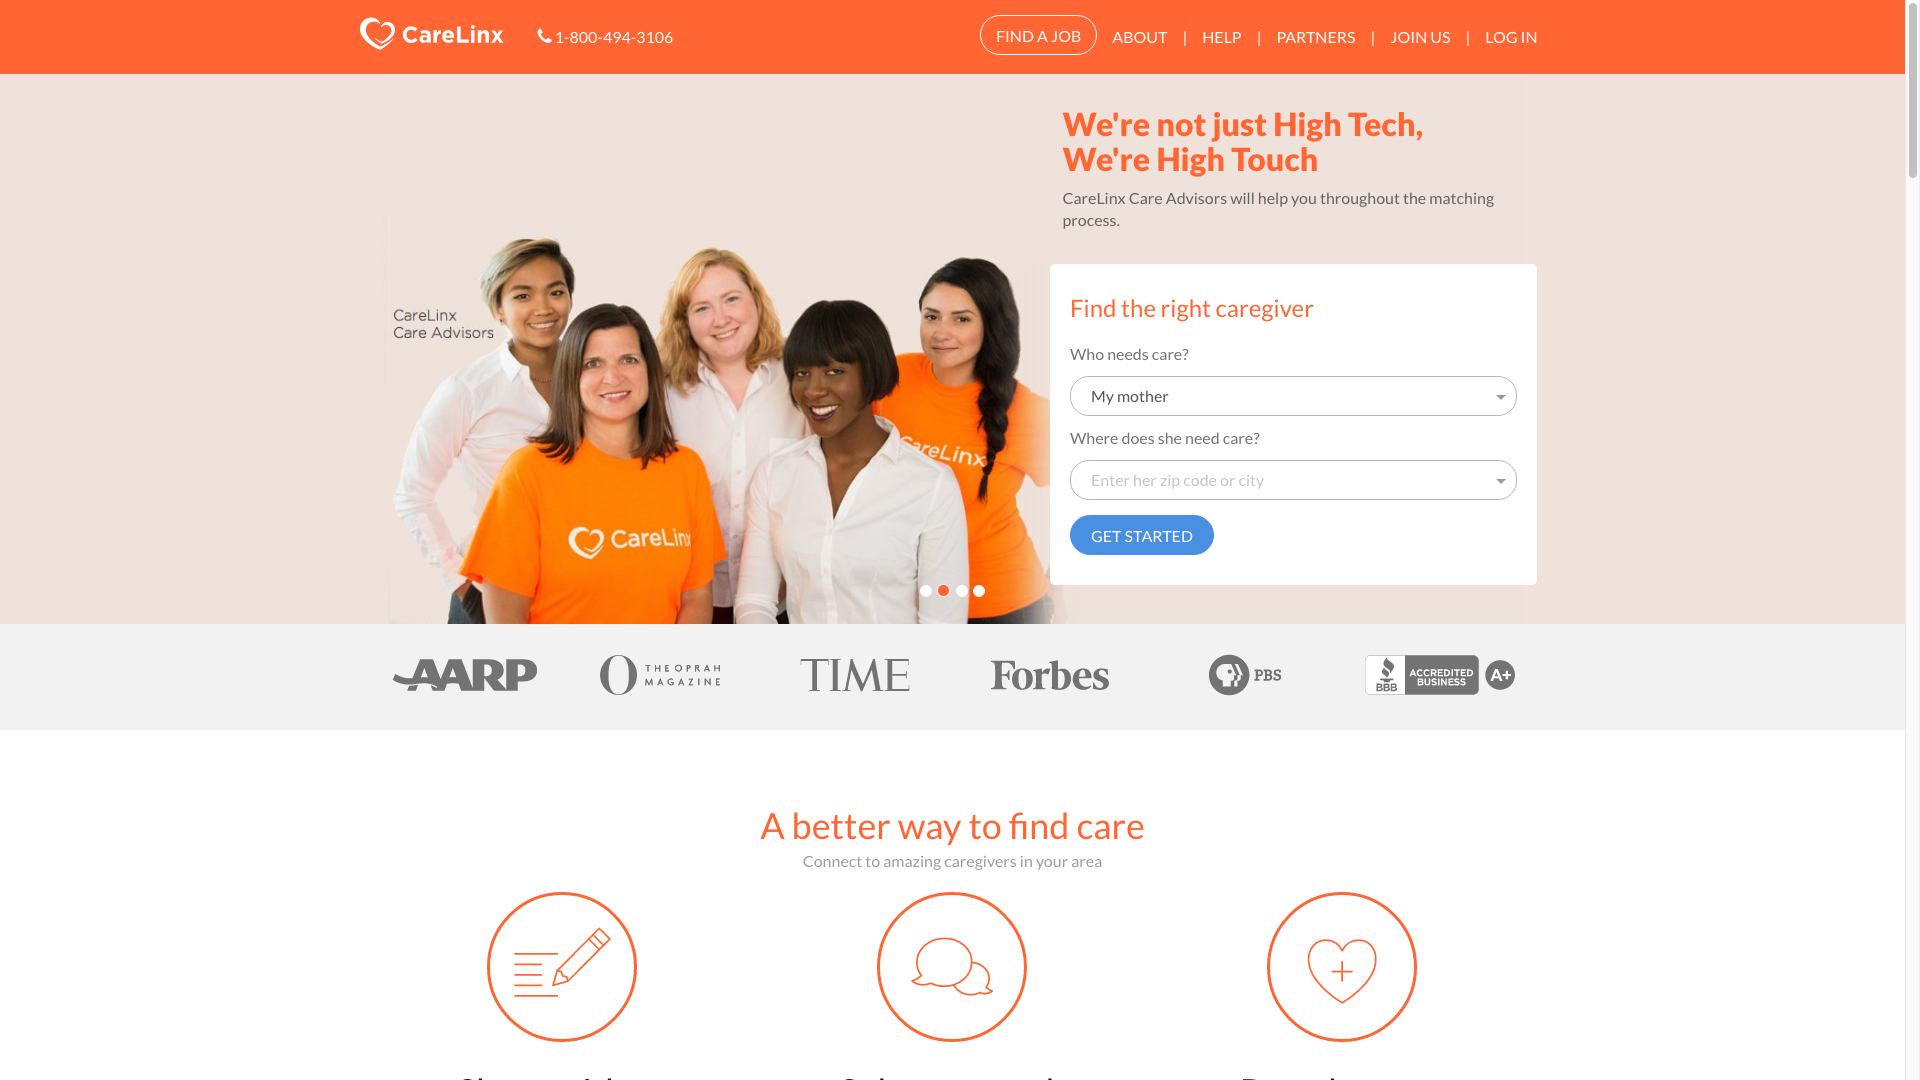 CareLinx
1-800-494-3106
FIND A JOB
ABOUT | HELP | PARTNERS | JOIN US | LOG IN
We're not just High Tech,
We're High Touch
CareLinx Care Advisors will help you throughout the matching
process.
CareLinx
Care Advisors
CareLinx
CareLinx
Find the right caregiver
Who needs care?
My mother
Where does she need care?
Enter her zip code or city
GET STARTED
AARP
O THE OPRAH
MAGAZINE
TIME
Forbes
PBS
BBB
ACCREDITED
BUSINESS
A+
A better way to find care
Connect to amazing caregivers in your area